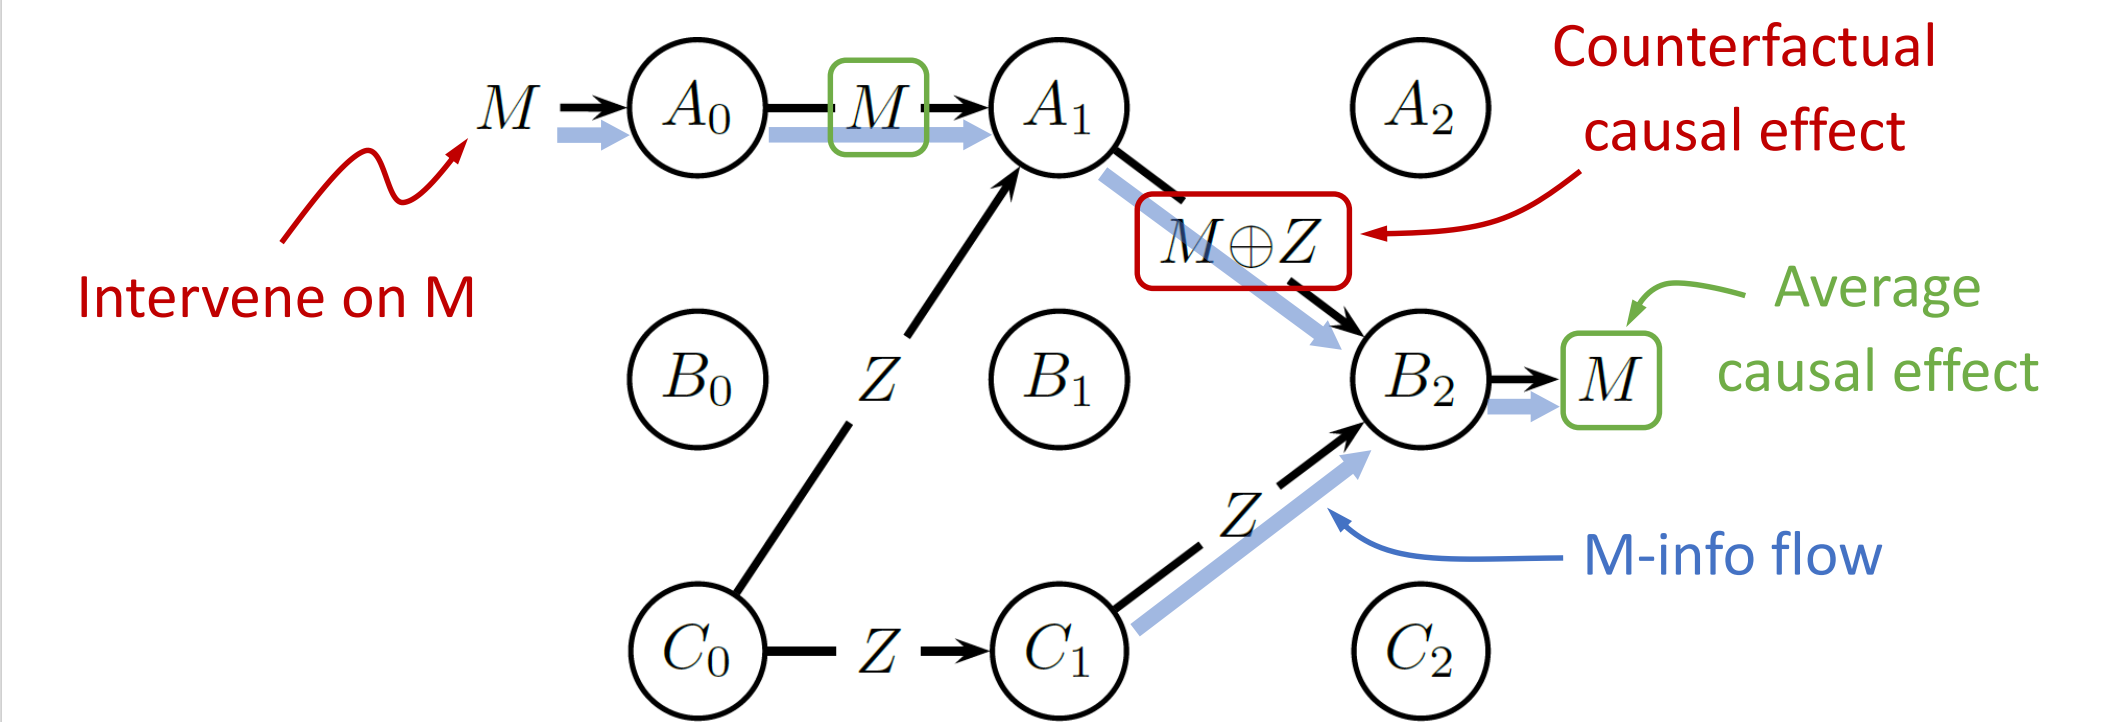 Counterfactual
causal effect
M
A₀
M
A₁
A₂
M⊕Z
Intervene on M
Average
causal effect
Z
B₀
B₁
B₂
M
Z
M-info flow
C₀
Z
C₁
C₂